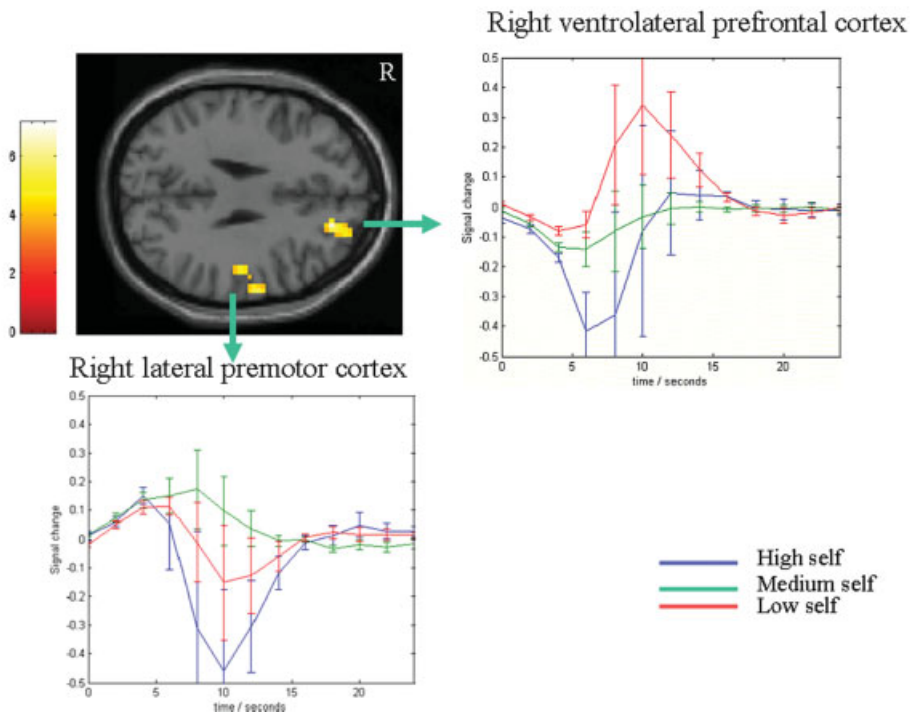 Right ventrolateral prefrontal cortex
R
6
4
2
0
0.5
0.4
0.3
0.2
0.1
0
-0.1
-0.2
-0.3
-0.4
-0.5
Signal change
0 5 10 15 20
time / seconds
Right lateral premotor cortex
0.5
0.4
0.3
0.2
0.1
0
-0.1
-0.2
-0.3
-0.4
-0.5
Signal change
0 5 10 15 20
time / seconds
High self
Medium self
Low self